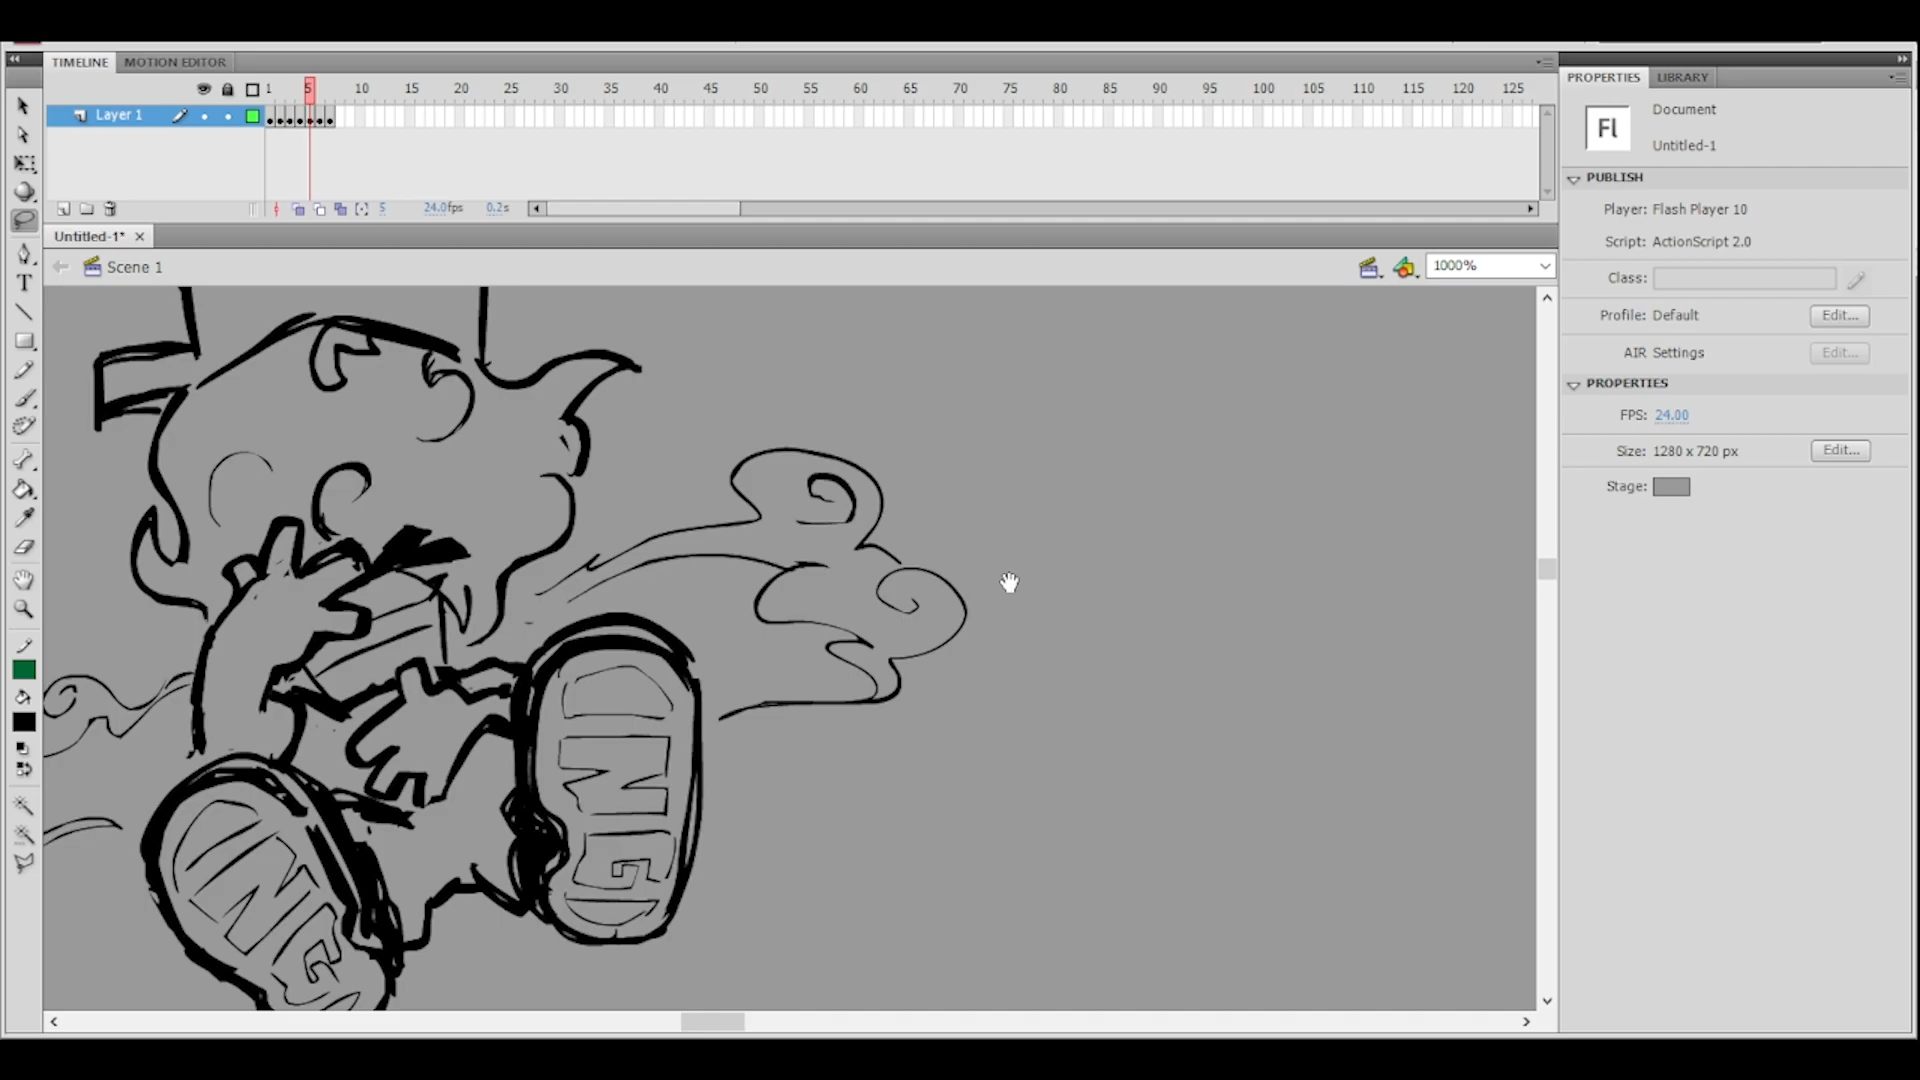 TIMELINE MOTION EDITOR
1 5 10 15 20 25 30 35 40 45 50 55 60 65 70 75 80 85 90 95 100 105 110 115 120 125
Layer 1
5 24.0fps 0.2s
Untitled-1*
Scene 1
1000%
PROPERTIES LIBRARY
Fl
Document
Untitled-1
PUBLISH
Player: Flash Player 10
Script: ActionScript 2.0
Class:
Profile: Default Edit...
AIR Settings Edit...
PROPERTIES
FPS: 24.00
Size: 1280 x 720 px Edit...
Stage:
T